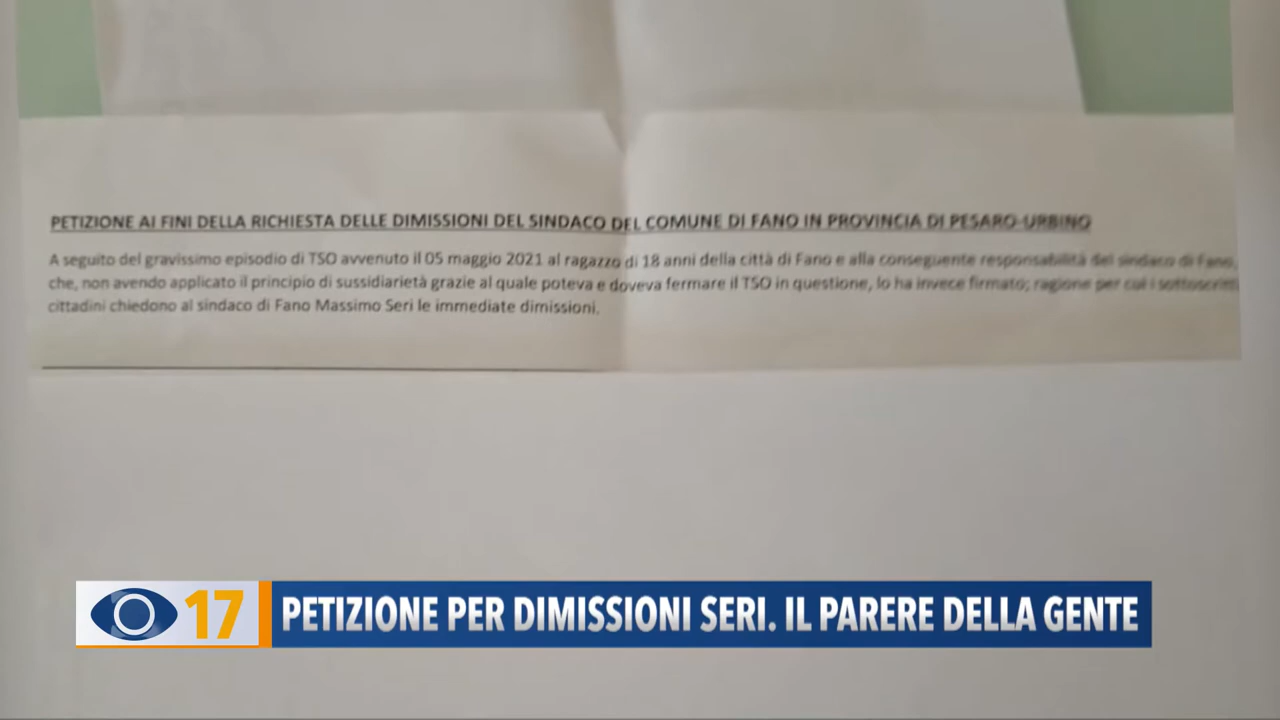 PETIZIONE AI FINI DELLA RICHIESTA DELLE DIMISSIONI DEL SINDACO DEL COMUNE DI FANO IN PROVINCIA DI PESARO-URBINO
A seguito del gravissimo episodio di TSO avvenuto il 05 maggio 2021 al ragazzo di 18 anni della città di Fano e alla conseguente responsabilità del sindaco di Fano,
che, non avendo applicato il principio di sussidiarietà grazie al quale poteva e doveva fermare il TSO in questione, lo ha invece firmato; ragione per cui i sottoscritti
cittadini chiedono al sindaco di Fano Massimo Seri le immediate dimissioni.
17 PETIZIONE PER DIMISSIONI SERI. IL PARERE DELLA GENTE